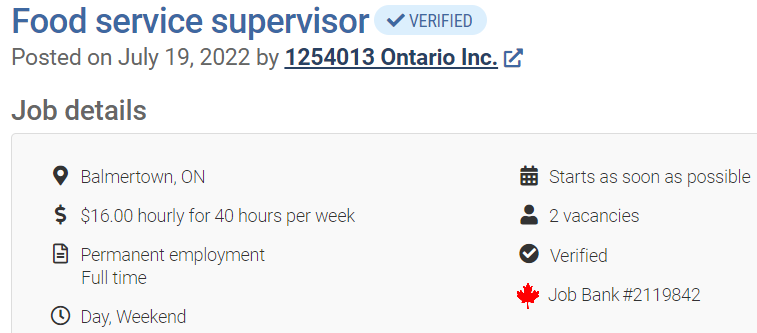 Food service supervisor VERIFIED
Posted on July 19, 2022 by 1254013 Ontario Inc.
Job details
Balmertown, ON
$16.00 hourly for 40 hours per week
Permanent employment
Full time
Day, Weekend
Starts as soon as possible
2 vacancies
Verified
Job Bank #2119842